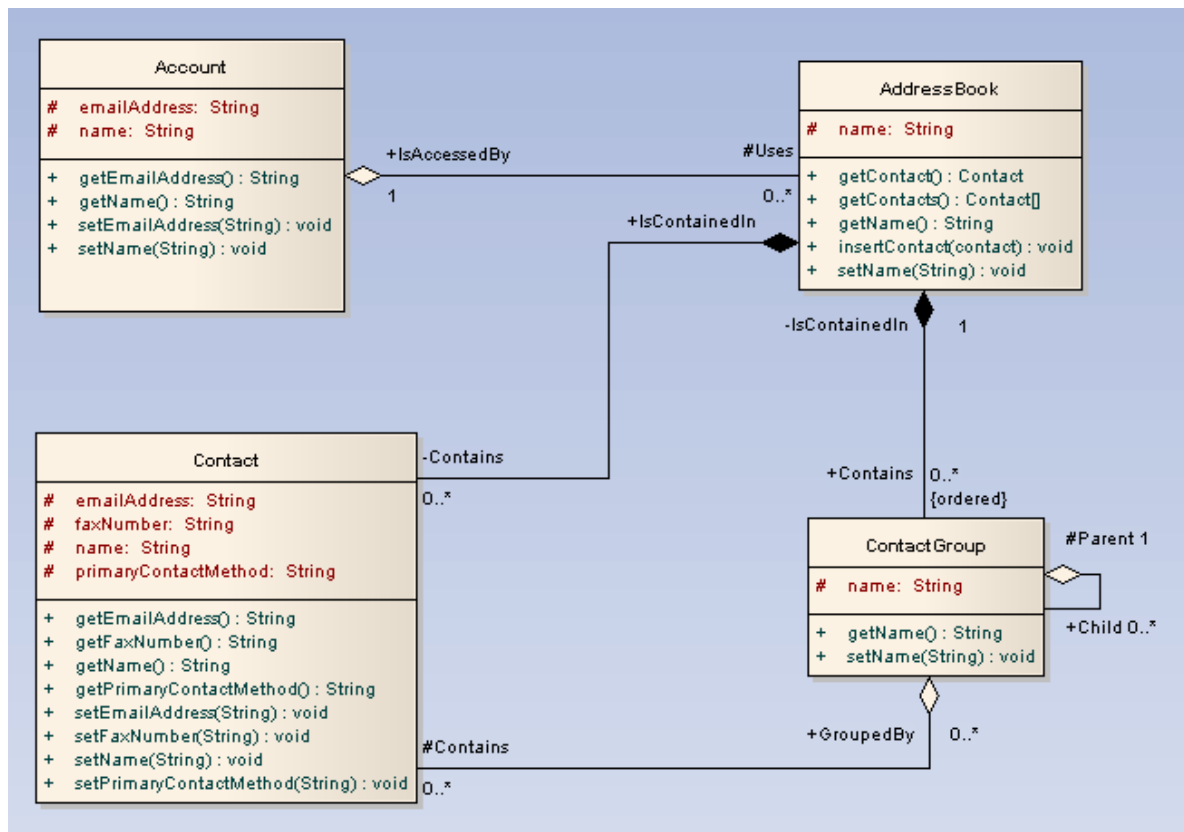 Account
# emailAddress: String
# name: String
+ getEmailAddress() : String
+ getName() : String
+ setEmailAddress(String) : void
+ setName(String) : void
+IsAccessedBy
1
#Uses
0..*
AddressBook
# name: String
+ getContact() : Contact
+ getContacts() : Contact[]
+ getName() : String
+ insertContact(contact) : void
+ setName(String) : void
+IsContainedIn
-IsContainedIn
1
Contact
# emailAddress: String
# faxNumber: String
# name: String
# primaryContactMethod: String
+ getEmailAddress() : String
+ getFaxNumber() : String
+ getName() : String
+ getPrimaryContactMethod() : String
+ setEmailAddress(String) : void
+ setFaxNumber(String) : void
+ setName(String) : void
+ setPrimaryContactMethod(String) : void
-Contains
0..*
+Contains
0..*
{ordered}
ContactGroup
# name: String
+ getName() : String
+ setName(String) : void
#Parent 1
+Child 0..*
+GroupedBy
0..*
#Contains
0..*